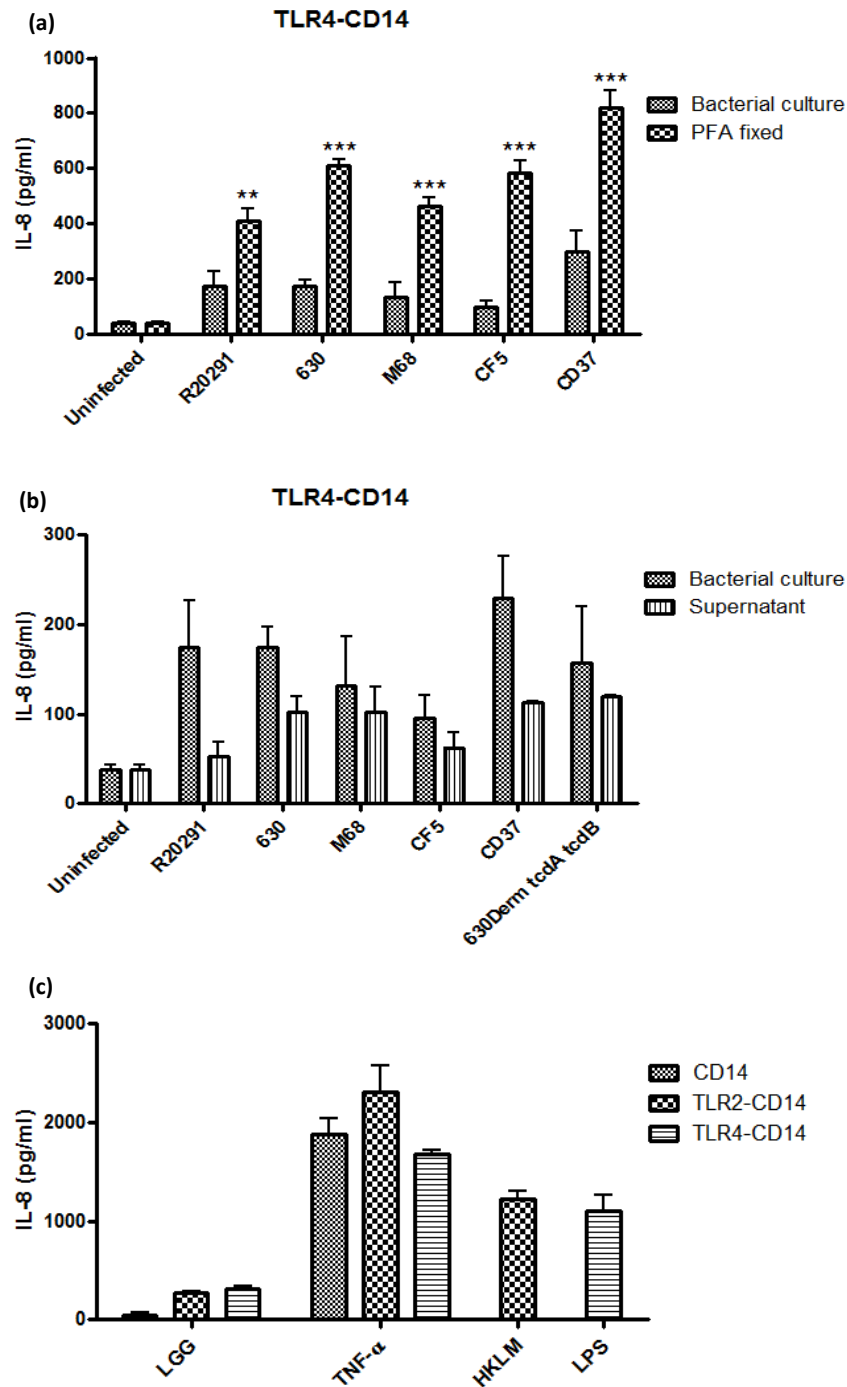 (a)
TLR4-CD14
IL-8 (pg/ml)
1000
800
600
400
200
0
**
***
***
***
***
Bacterial culture
PFA fixed
Uninfected
R20291
630
M68
CF5
CD37
(b)
TLR4-CD14
IL-8 (pg/ml)
300
200
100
0
Bacterial culture
Supernatant
Uninfected
R20291
630
M68
CF5
CD37
630Derm tcdA tcdB
(c)
IL-8 (pg/ml)
3000
2000
1000
0
CD14
TLR2-CD14
TLR4-CD14
LGG
TNF-α
HKLM
LPS